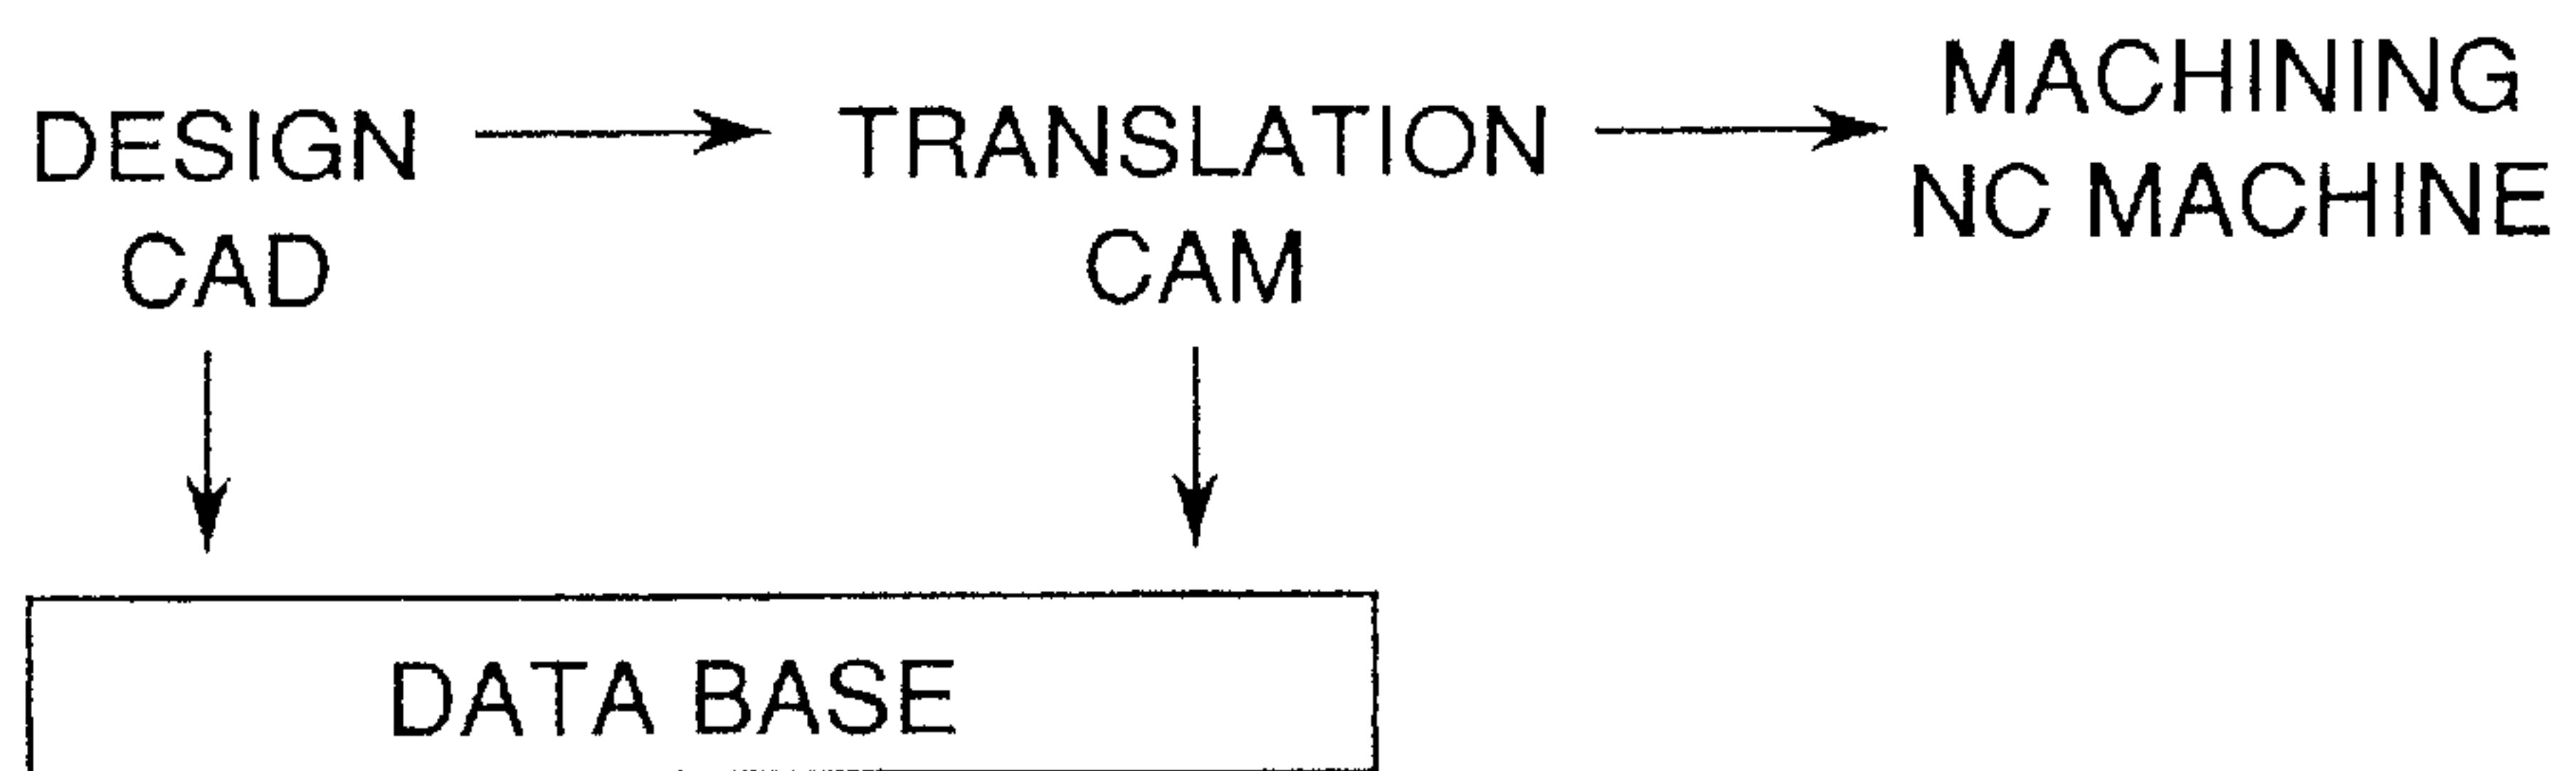 DESIGN
CAD
TRANSLATION
CAM
MACHINING
NC MACHINE
DATA BASE